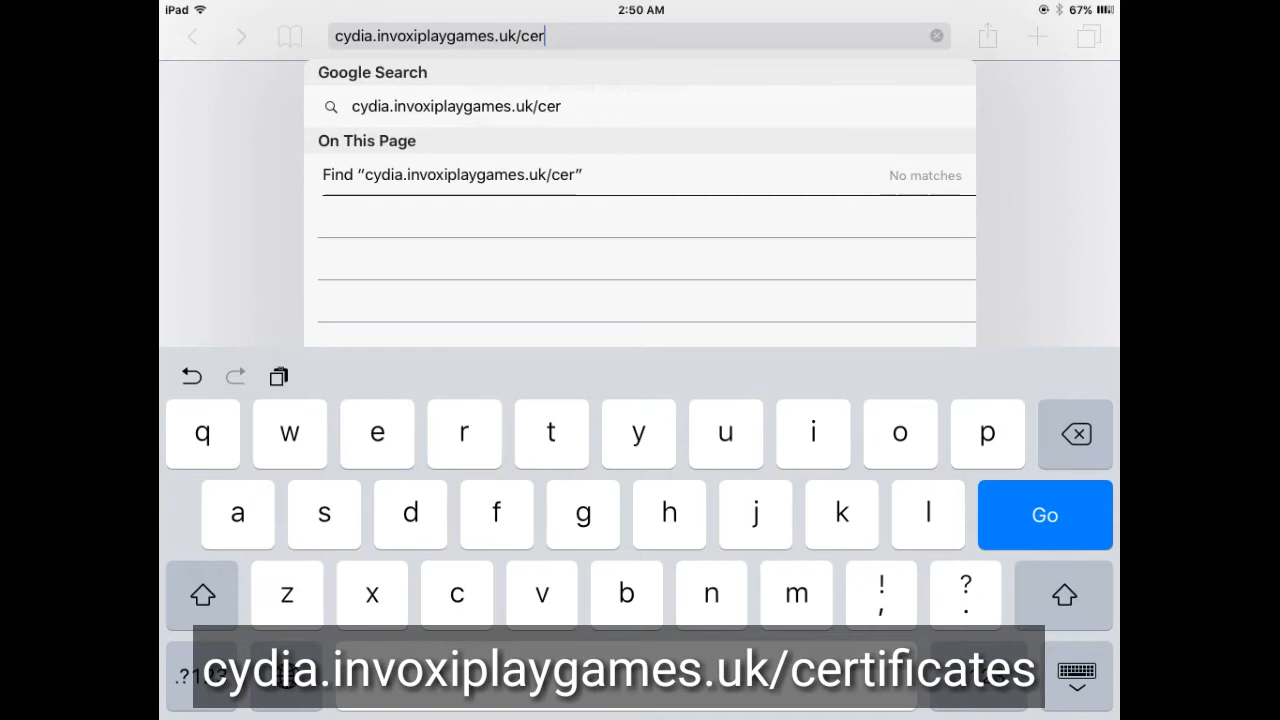 iPad 2:50 AM 67%
cydia.invoxiplaygames.uk/cer
Google Search
cydia.invoxiplaygames.uk/cer
On This Page
Find “cydia.invoxiplaygames.uk/cer” No matches
q w e r t y u i o p
a s d f g h j k l Go
z x c v b n m ! , ? .
.?123
cydia.invoxiplaygames.uk/certificates